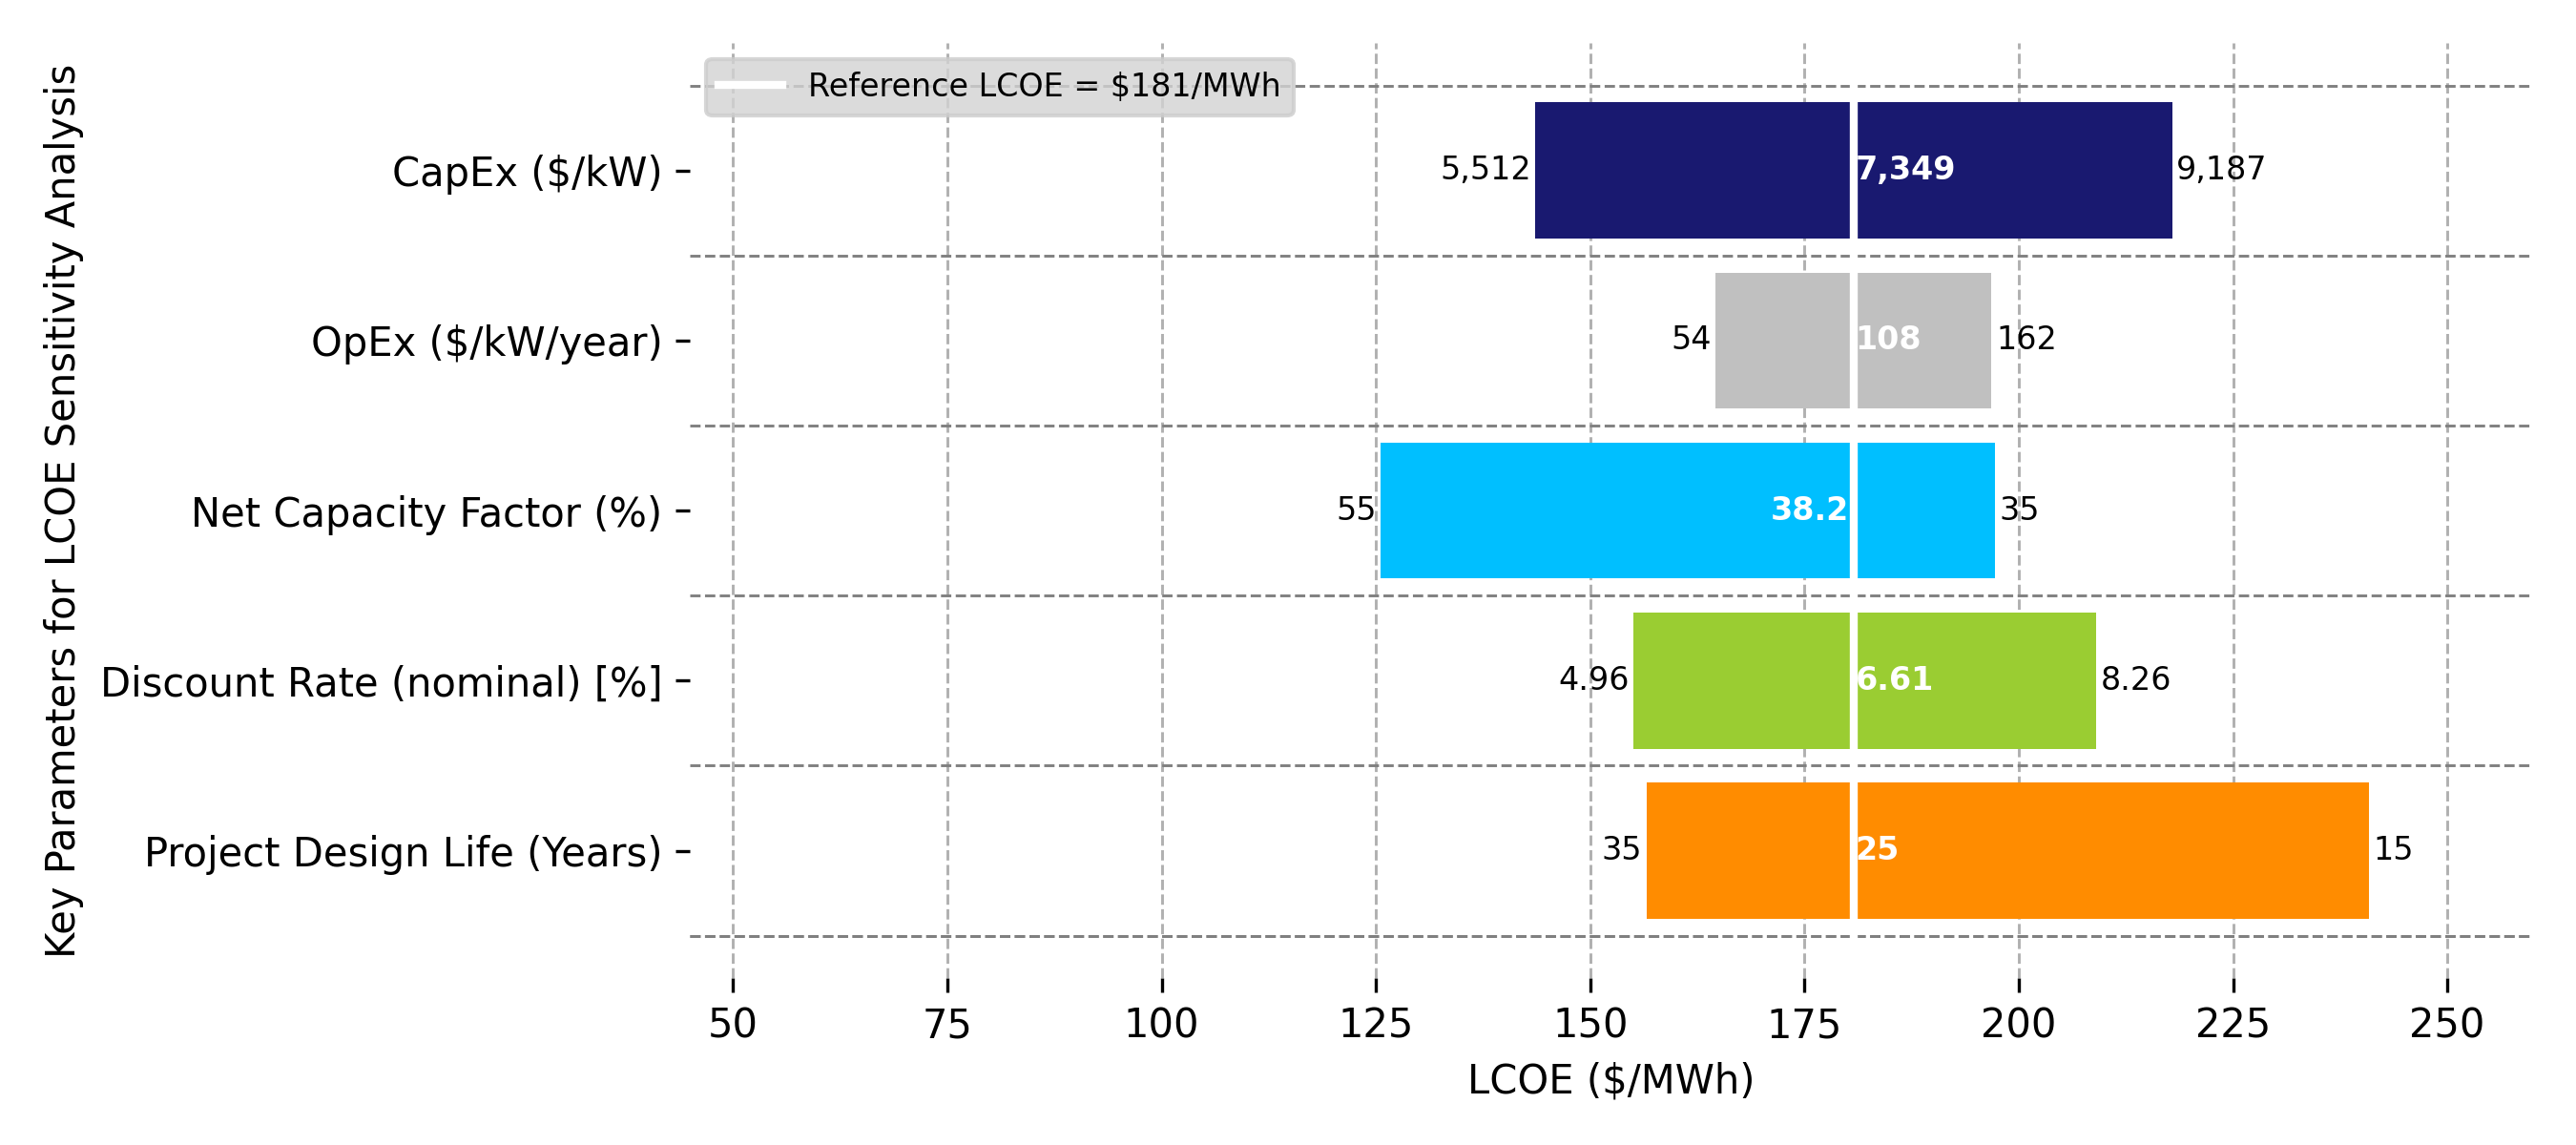 Key Parameters for LCOE Sensitivity Analysis
Reference LCOE = $181/MWh
CapEx ($/kW)
5,512
7,349
9,187
OpEx ($/kW/year)
54
108
162
Net Capacity Factor (%)
55
38.2
35
Discount Rate (nominal) [%]
4.96
6.61
8.26
Project Design Life (Years)
35
25
15
50 75 100 125 150 175 200 225 250
LCOE ($/MWh)